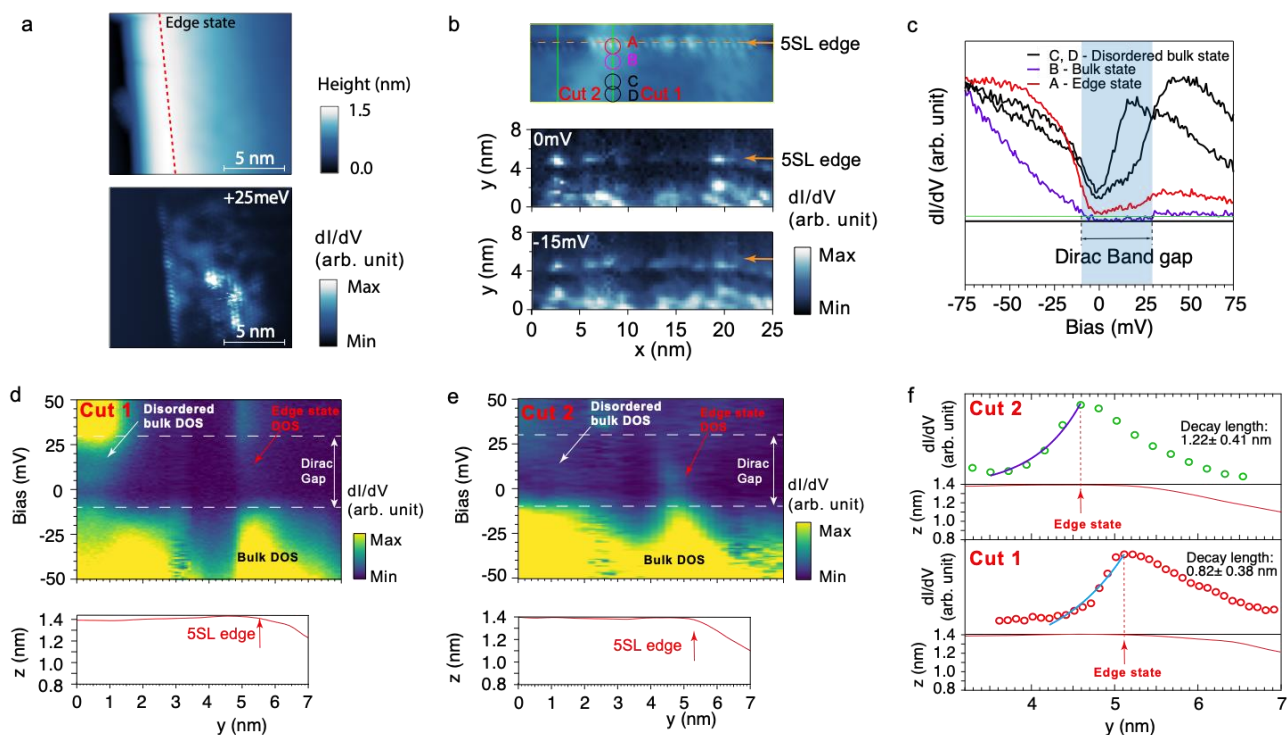 a
Edge state
5 nm
Height (nm)
1.5
0.0
+25meV
5 nm
dI/dV
(arb. unit)
Max
Min
b
A
B
C
D
Cut 2
Cut 1
5SL edge
0mV
8
4
0
y (nm)
5SL edge
dI/dV
(arb. unit)
-15mV
8
4
0
y (nm)
Max
Min
0 5 10 15 20 25
x (nm)
c
C, D - Disordered bulk state
B - Bulk state
A - Edge state
dI/dV (arb. unit)
Dirac Band gap
-75 -50 -25 0 25 50 75
Bias (mV)
d
Cut 1
Disordered
bulk DOS
Edge state
DOS
50
25
0
-25
-50
Bias (mV)
Dirac
Gap
Bulk DOS
dI/dV
(arb. unit)
Max
Min
1.4
1.2
1.0
0.8
z (nm)
5SL edge
0 1 2 3 4 5 6 7
y (nm)
e
Cut 2
Disordered
bulk DOS
Edge state
DOS
50
25
0
-25
-50
Bias (mV)
Dirac
Gap
Bulk DOS
dI/dV
(arb. unit)
Max
Min
1.4
1.2
1.0
0.8
z (nm)
5SL edge
0 1 2 3 4 5 6 7
y (nm)
f
Cut 2
dI/dV
(arb. unit)
Decay length:
1.22± 0.41 nm
1.4
1.2
1.0
0.8
z (nm)
Edge state
Cut 1
dI/dV
(arb. unit)
Decay length:
0.82± 0.38 nm
1.4
1.2
1.0
0.8
z (nm)
Edge state
4 5 6 7
y (nm)